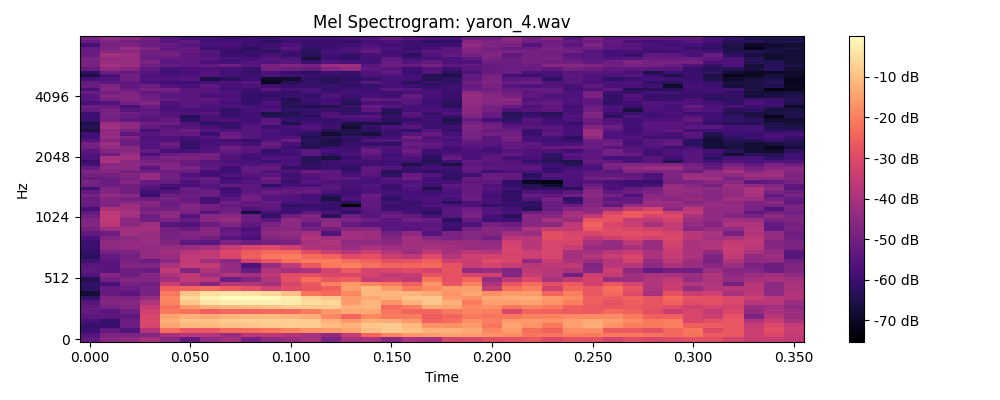 Mel Spectrogram: yaron_4.wav
Hz
4096
2048
1024
512
0
0.000 0.050 0.100 0.150 0.200 0.250 0.300 0.350
Time
-10 dB
-20 dB
-30 dB
-40 dB
-50 dB
-60 dB
-70 dB